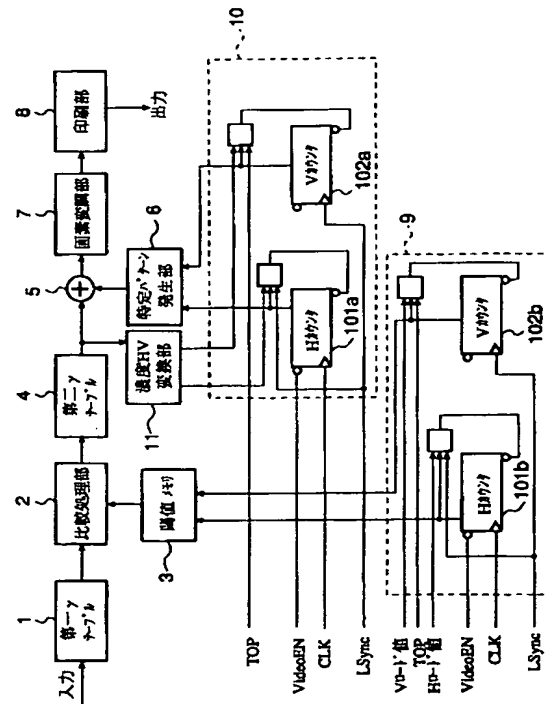 入力
1
第一γ
テーブル
2
比較処理部
3
閾値メモリ
4
第二γ
テーブル
5
+
11
濃度HV
変換部
6
特定パターン
発生部
7
画素変調部
8
印刷部
出力
10
Hカウンタ
101a
Vカウンタ
102a
TOP
VideoEN
CLK
LSync
9
Hカウンタ
101b
Vカウンタ
102b
Vロード値
TOP
Hロード値
VideoEN
CLK
LSync